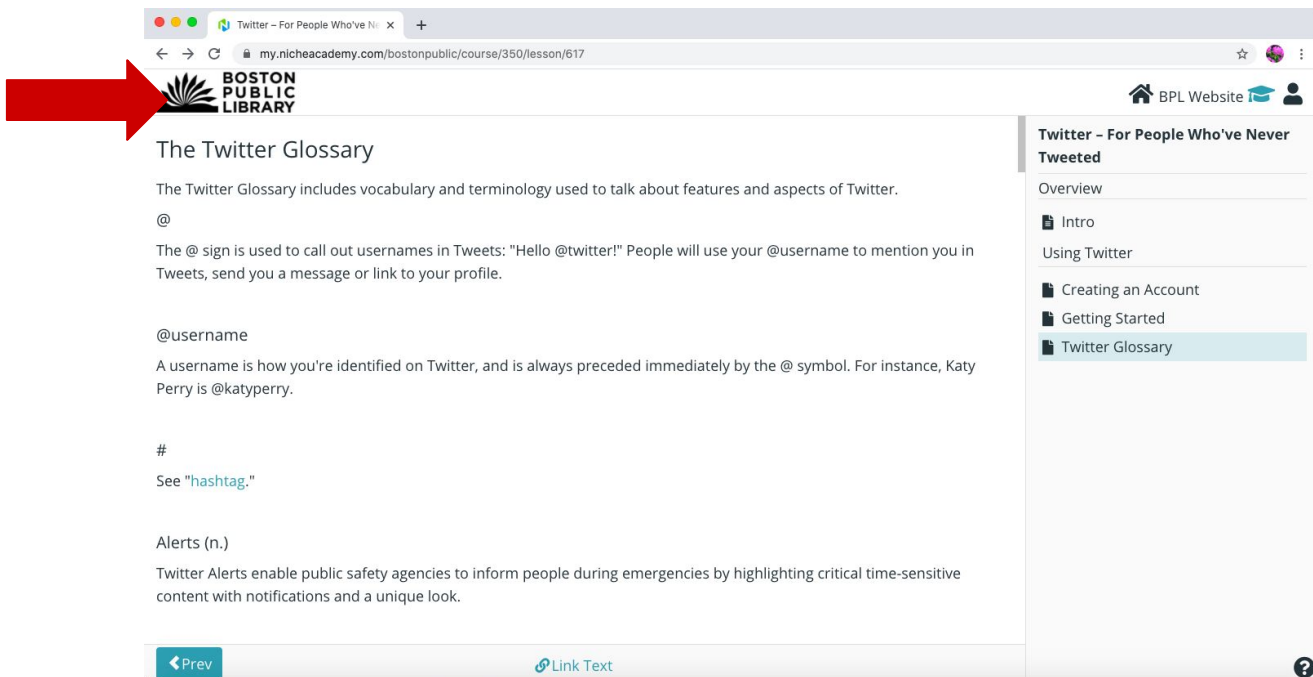 Twitter – For People Who've Ne
my.nicheacademy.com/bostonpublic/course/350/lesson/617
BOSTON
PUBLIC
LIBRARY
BPL Website
The Twitter Glossary
The Twitter Glossary includes vocabulary and terminology used to talk about features and aspects of Twitter.
@
The @ sign is used to call out usernames in Tweets: "Hello @twitter!" People will use your @username to mention you in
Tweets, send you a message or link to your profile.
@username
A username is how you're identified on Twitter, and is always preceded immediately by the @ symbol. For instance, Katy
Perry is @katyperry.
#
See "hashtag."
Alerts (n.)
Twitter Alerts enable public safety agencies to inform people during emergencies by highlighting critical time-sensitive
content with notifications and a unique look.
Prev
Link Text
Twitter – For People Who've Never
Tweeted
Overview
Intro
Using Twitter
Creating an Account
Getting Started
Twitter Glossary